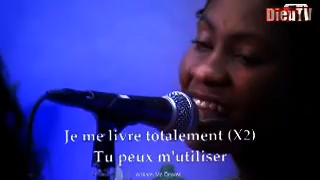 DieuTV
Je me livre totalement (X2)
Tu peux m'utiliser